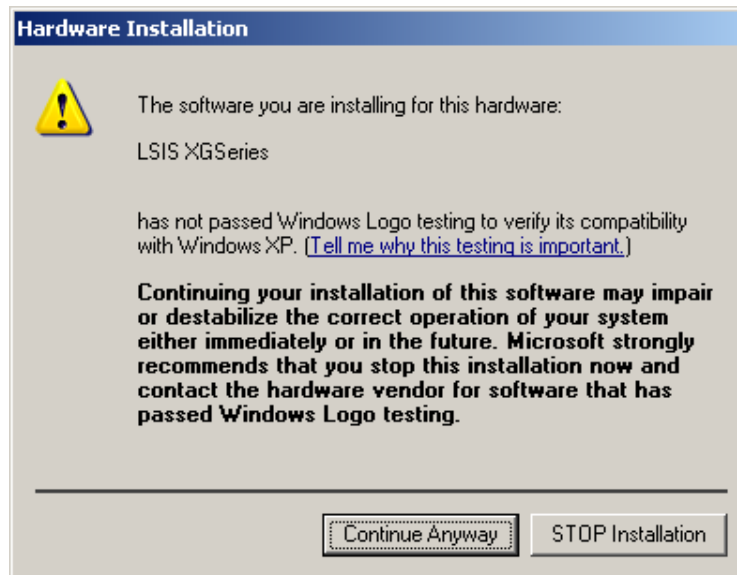 Hardware Installation
The software you are installing for this hardware:
LSIS XGSeries
has not passed Windows Logo testing to verify its compatibility
with Windows XP. (Tell me why this testing is important.)
Continuing your installation of this software may impair
or destabilize the correct operation of your system
either immediately or in the future. Microsoft strongly
recommends that you stop this installation now and
contact the hardware vendor for software that has
passed Windows Logo testing.
Continue Anyway
STOP Installation